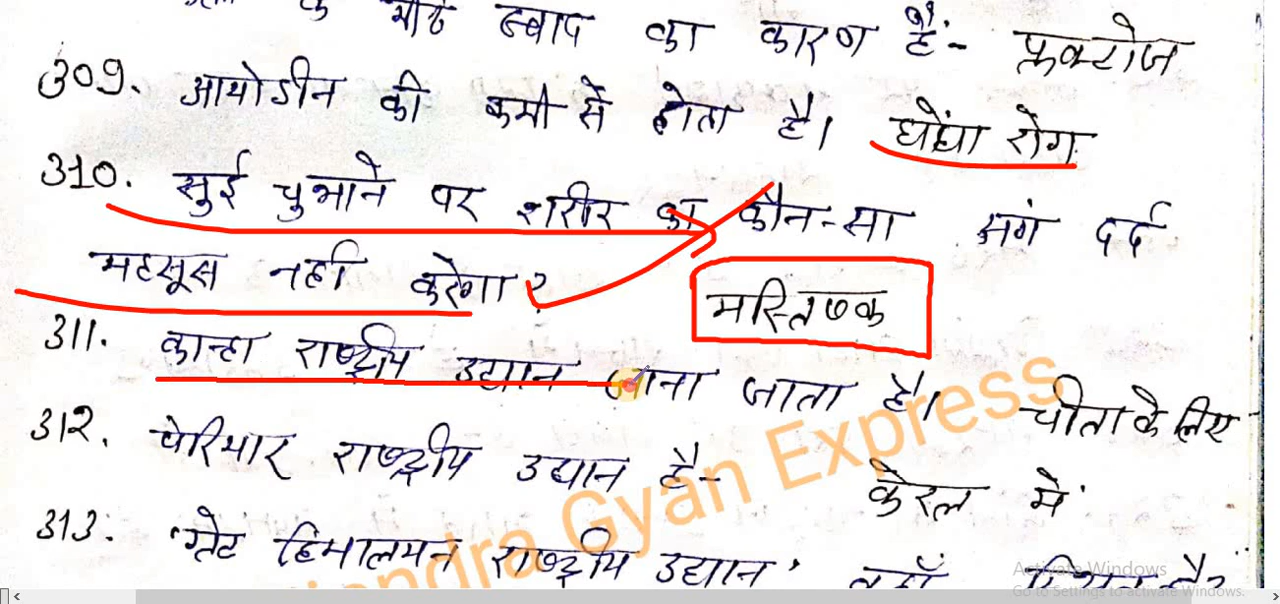 के मीठे स्वाद का कारण है:- फ्रक्टोज
309. आयोडीन की कमी से होता है। घोंघा रोग
310. सुई चुभाने पर शरीर का कौन-सा अंग दर्द
महसूस नहीं करेगा? मस्तिष्क
311. कान्हा राष्ट्रीय उद्यान जाना जाता है। चीता के लिए
312. पेरियार राष्ट्रीय उद्यान है- केरल में
313. 'ग्रेट हिमालयन राष्ट्रीय उद्यान' कहाँ
Gyan Express
Activate Windows
Go to Settings to activate Windows.